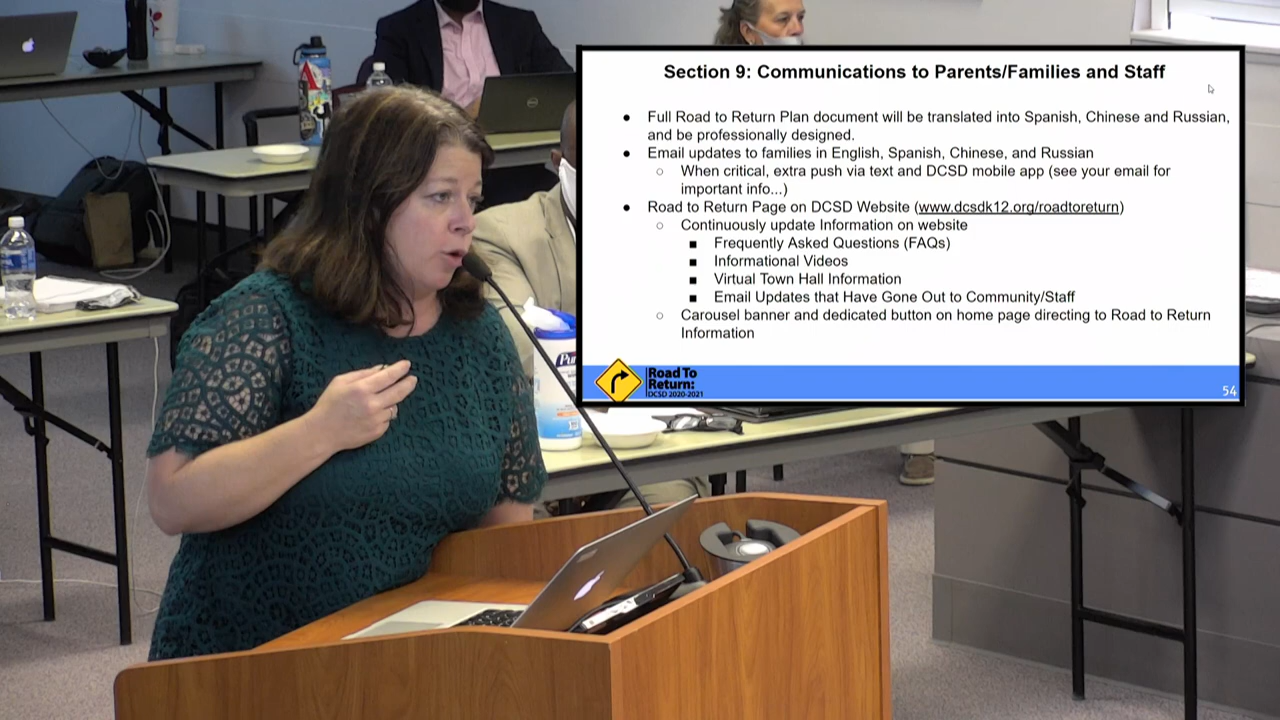 Section 9: Communications to Parents/Families and Staff
● Full Road to Return Plan document will be translated into Spanish, Chinese and Russian,
and be professionally designed.
● Email updates to families in English, Spanish, Chinese, and Russian
○ When critical, extra push via text and DCSD mobile app (see your email for
important info...)
● Road to Return Page on DCSD Website (www.dcsdk12.org/roadtoreturn)
○ Continuously update Information on website
■ Frequently Asked Questions (FAQs)
■ Informational Videos
■ Virtual Town Hall Information
■ Email Updates that Have Gone Out to Community/Staff
○ Carousel banner and dedicated button on home page directing to Road to Return
Information
Road To
Return:
DCSD 2020-2021
54
DELL